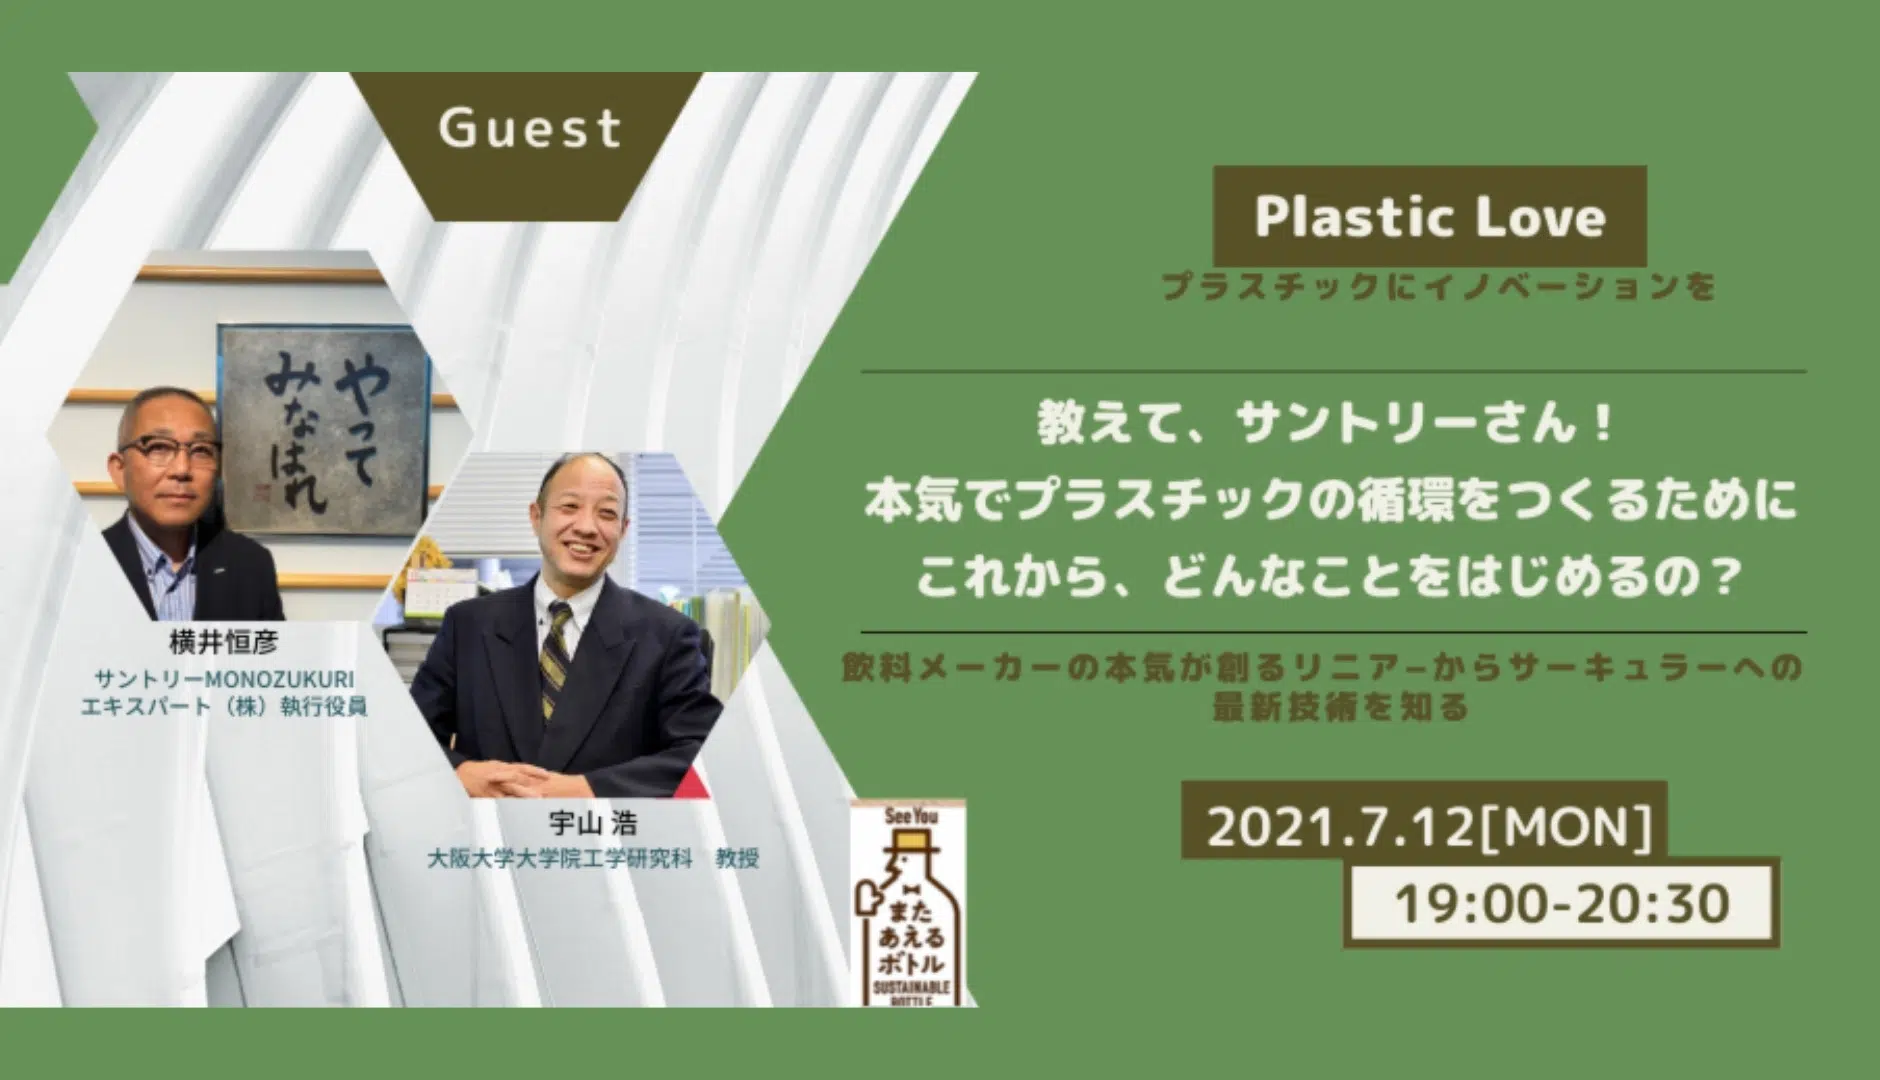 Guest
やって
みなはれ
横井恒彦
サントリーMONOZUKURI
エキスパート（株）執行役員
宇山 浩
大阪大学大学院工学研究科　教授
See You
また
あえる
ボトル
SUSTAINABLE
BOTTLE
Plastic Love
プラスチックにイノベーションを
教えて、サントリーさん！
本気でプラスチックの循環をつくるために
これから、どんなことをはじめるの？
飲料メーカーの本気が創るリニア–からサーキュラーへの
最新技術を知る
2021.7.12[MON]
19:00-20:30